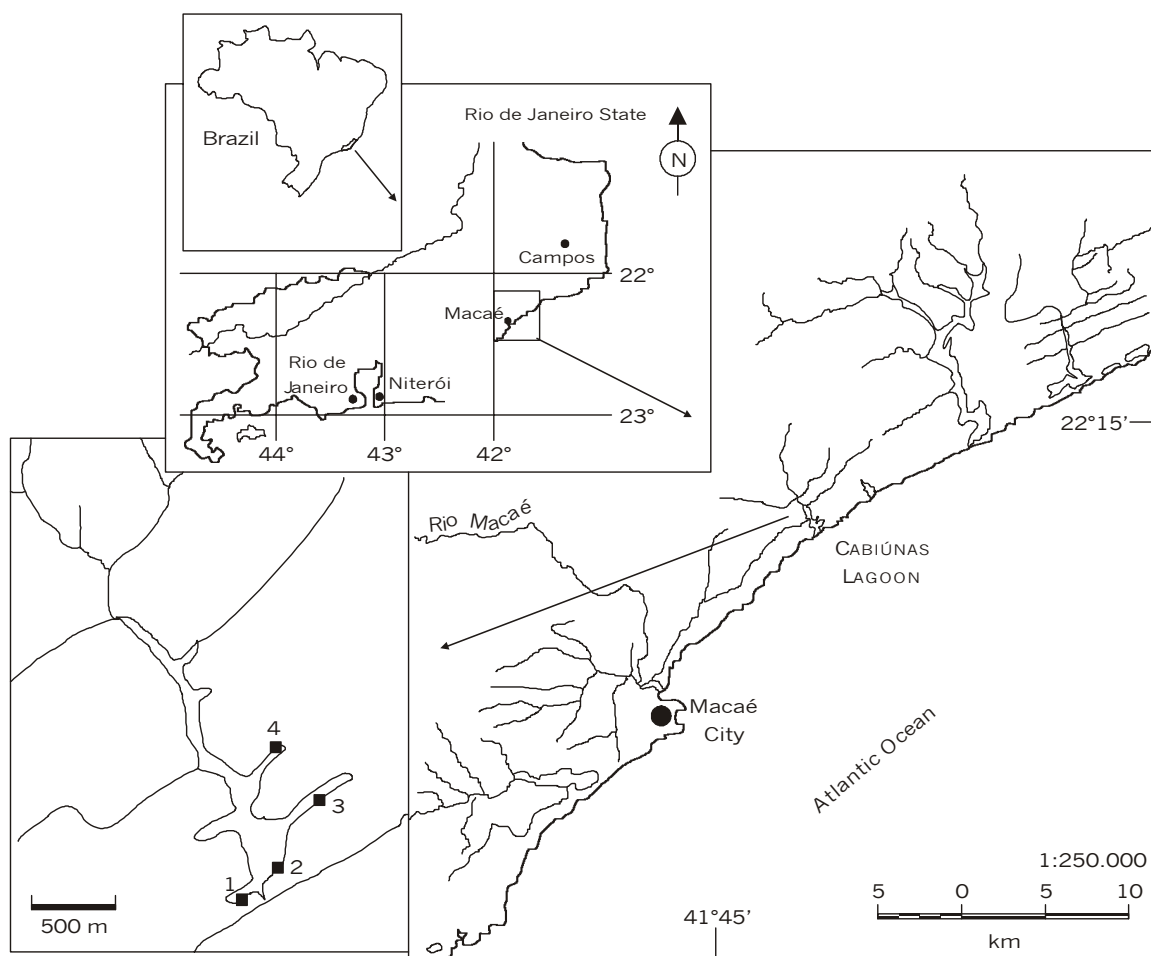 Brazil
Rio de Janeiro State
N
Campos
22°
Macaé
Rio de
Janeiro
Niterói
23°
44°
43°
42°
22°15'
Rio Macaé
CABIÚNAS
LAGOON
Macaé
City
Atlantic Ocean
4
3
2
1
500 m
1:250.000
5 0 5 10
km
41°45'